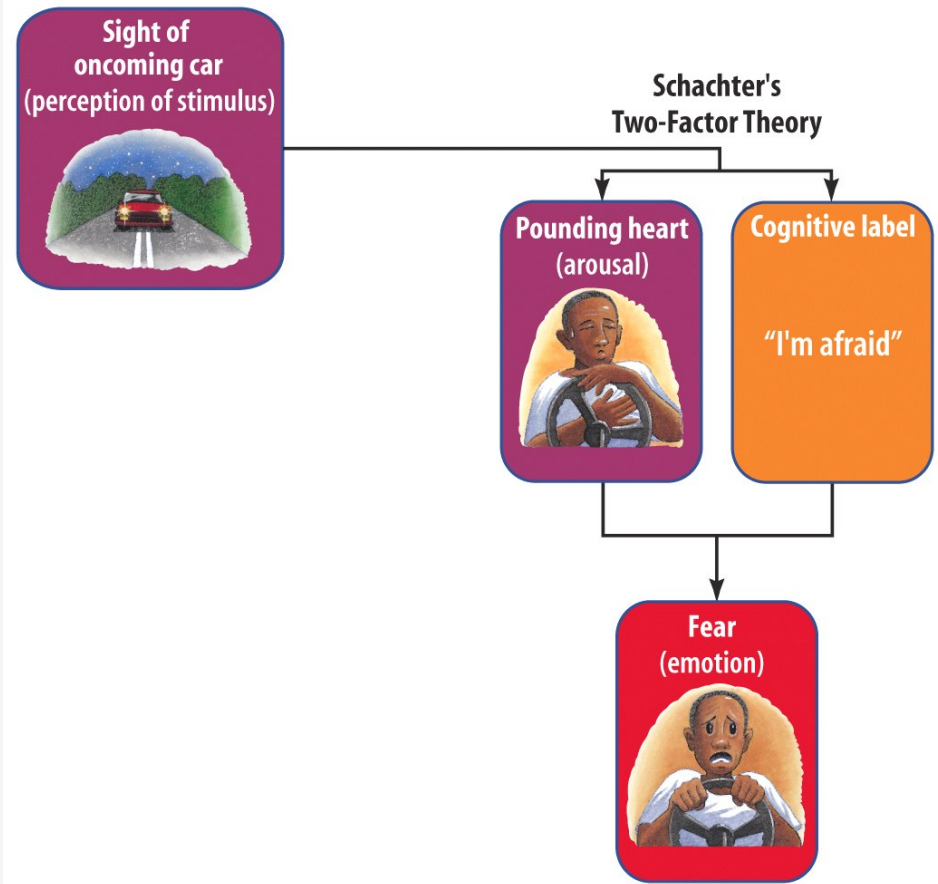 Sight of
oncoming car
(perception of stimulus)
Schachter's
Two-Factor Theory
Pounding heart
(arousal)
Cognitive label
“I'm afraid”
Fear
(emotion)